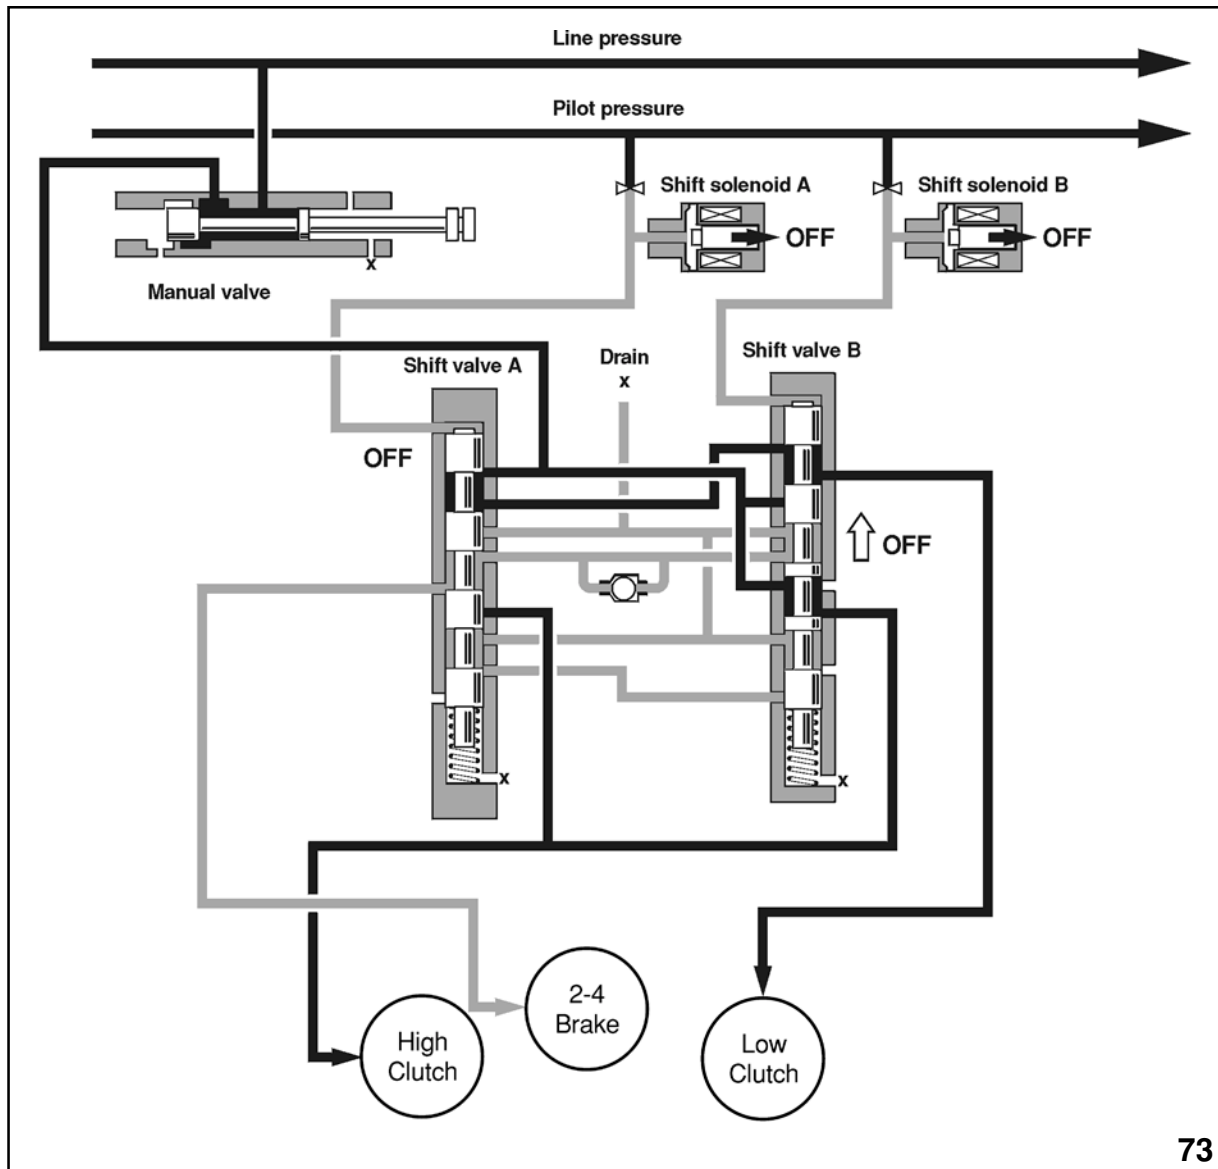 Line pressure
Pilot pressure
Shift solenoid A
Shift solenoid B
OFF
OFF
x
Manual valve
Shift valve A
Drain
x
Shift valve B
OFF
OFF
x
x
2-4
Brake
High
Clutch
Low
Clutch
73